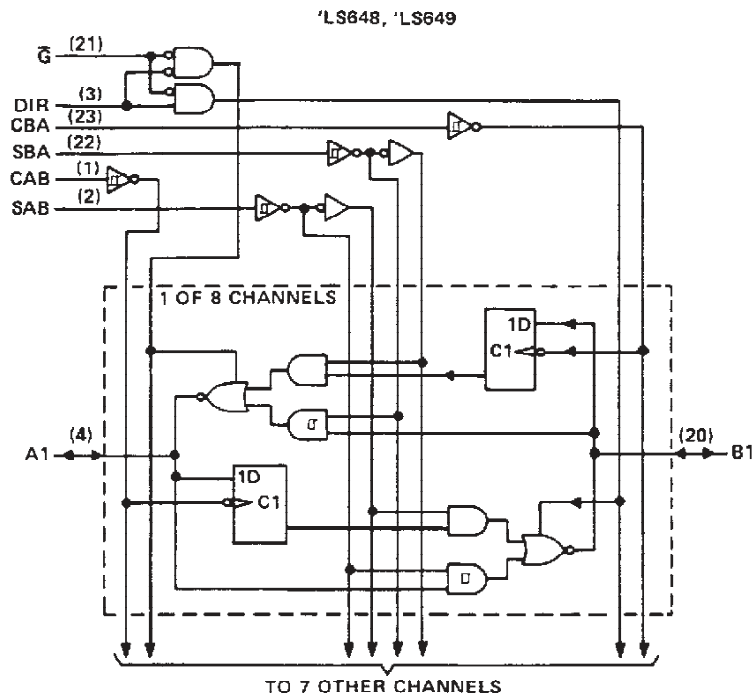 'LS648, 'LS649
G̅ (21)
DIR (3)
CBA (23)
SBA (22)
CAB (1)
SAB (2)
1 OF 8 CHANNELS
1D
C1
A1 (4)
(20) B1
1D
C1
TO 7 OTHER CHANNELS